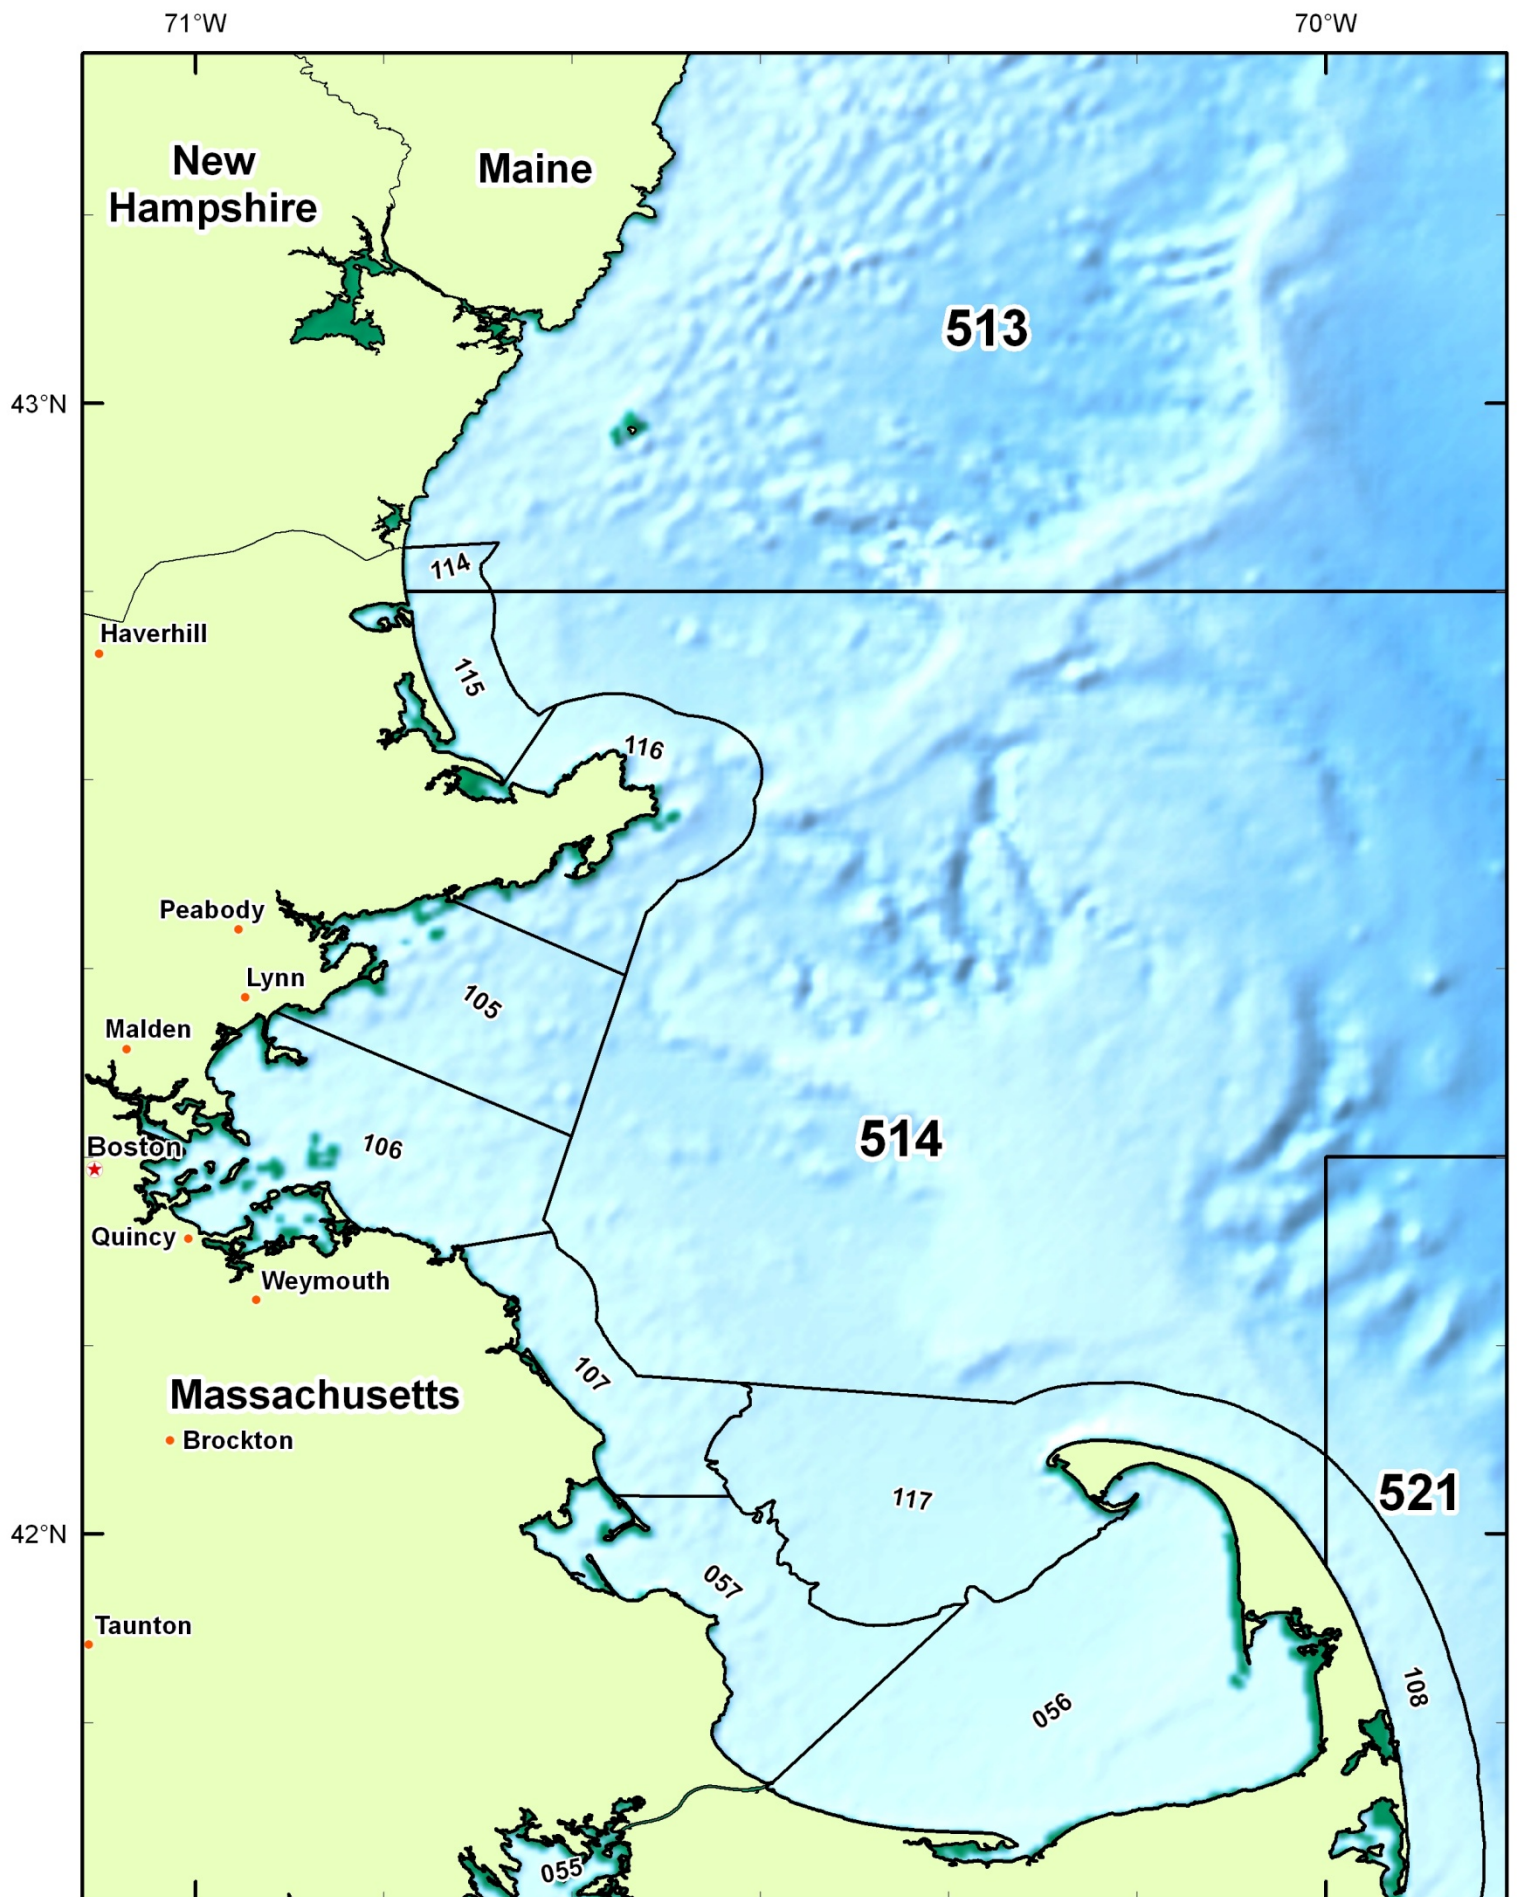 71°W
70°W
New
Hampshire
Maine
513
43°N
114
Haverhill
115
116
Peabody
Lynn
105
Malden
Boston
106
514
Quincy
Weymouth
107
Massachusetts
Brockton
117
521
42°N
057
Taunton
108
056
055